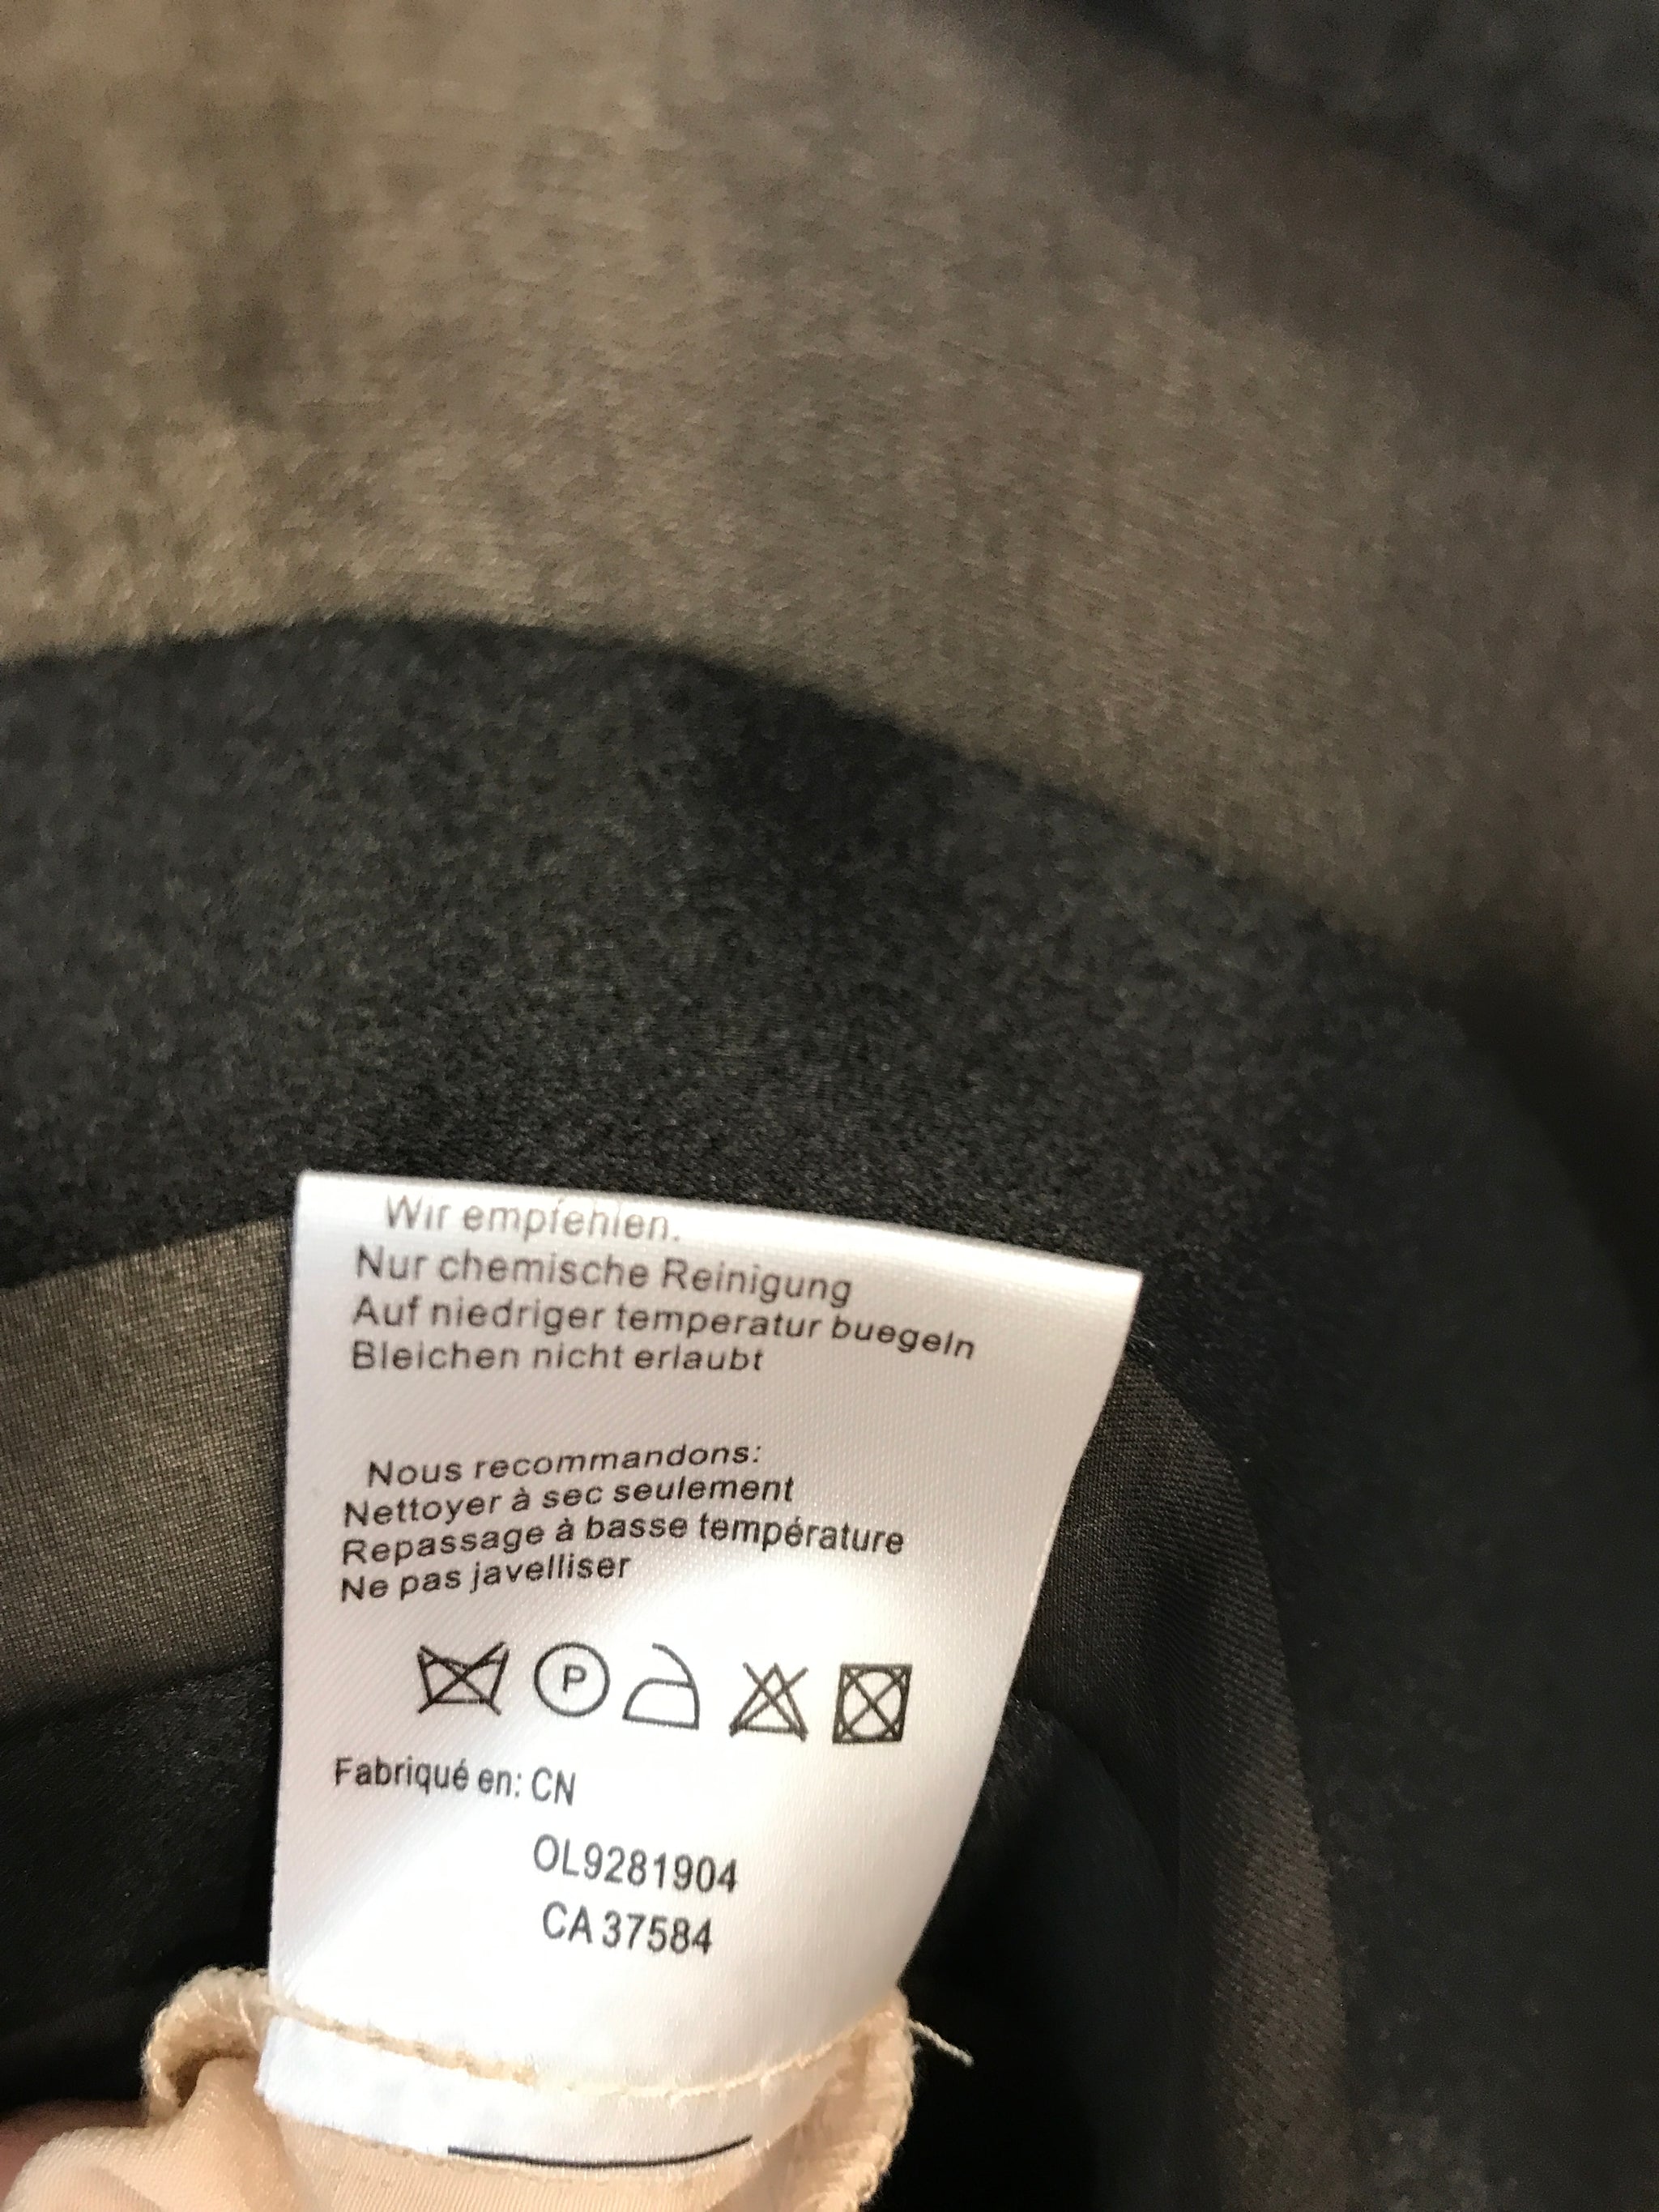 Wir empfehlen.
Nur chemische Reinigung
Auf niedriger temperatur buegeln
Bleichen nicht erlaubt
Nous recommandons:
Nettoyer à sec seulement
Repassage à basse température
Ne pas javelliser
P
Fabriqué en: CN
OL9281904
CA 37584